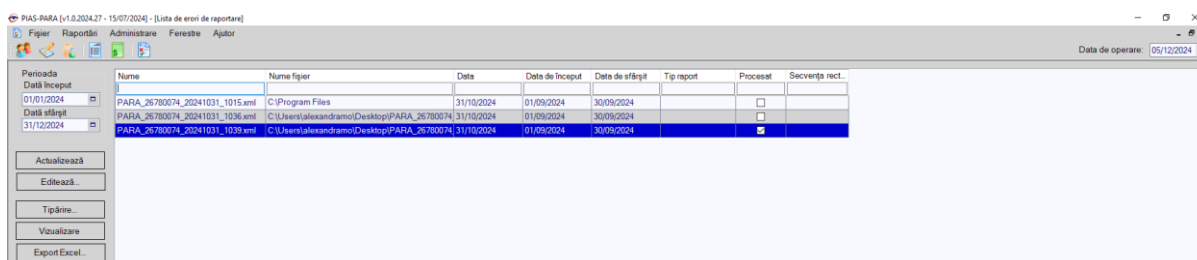 PIAS-PARA [v1.0.2024.27 - 15/07/2024] - [Lista de erori de raportare]
Fișier Raportări Administrare Ferestre Ajutor
Data de operare: 05/12/2024
Perioada
Dată început
01/01/2024
Dată sfârșit
31/12/2024
Actualizează
Editează...
Tipărire...
Vizualizare
Export Excel...
Nume Nume fișier Data Data de început Data de sfârșit Tip raport Procesat Secvența rect...
PARA_26780074_20241031_1015.xml C:\Program Files 31/10/2024 01/09/2024 30/09/2024
PARA_26780074_20241031_1036.xml C:\Users\alexandramo\Desktop\PARA_26780074_ 31/10/2024 01/09/2024 30/09/2024
PARA_26780074_20241031_1039.xml C:\Users\alexandramo\Desktop\PARA_26780074_ 31/10/2024 01/09/2024 30/09/2024